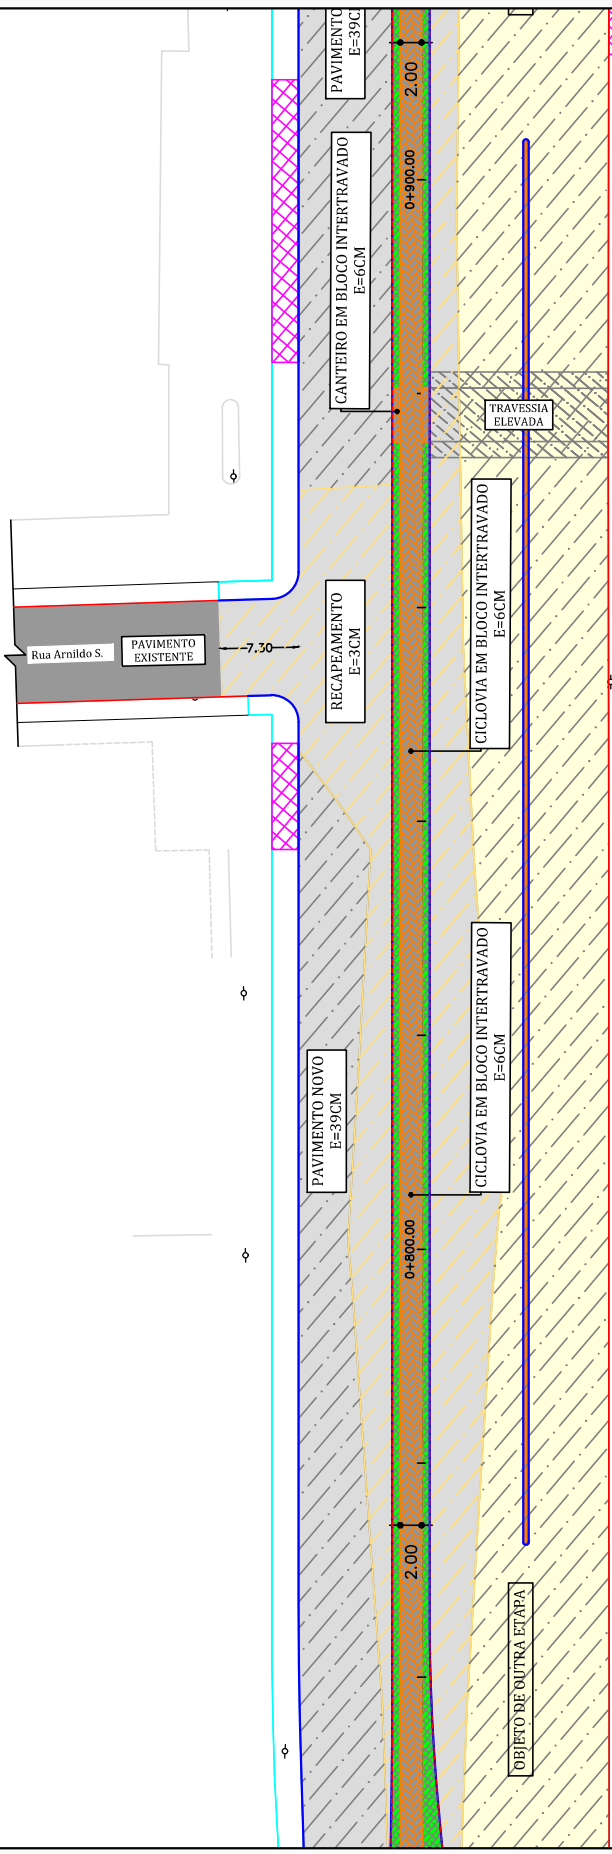 PAVIMENTO
2.00
0+900.00
CANTEIRO EM BLOCO INTERTRAVADO
E=6CM
TRAVESSIA
ELEVADA
CICLOVIA EM BLOCO INTERTRAVADO
E=6CM
Rua Arnildo S.
PAVIMENTO
EXISTENTE
7.30
RECAPEAMENTO
E=3CM
CICLOVIA EM BLOCO INTERTRAVADO
E=6CM
PAVIMENTO NOVO
E=39CM
0+800.00
2.00
OBJETO DE OUTRA ETAPA